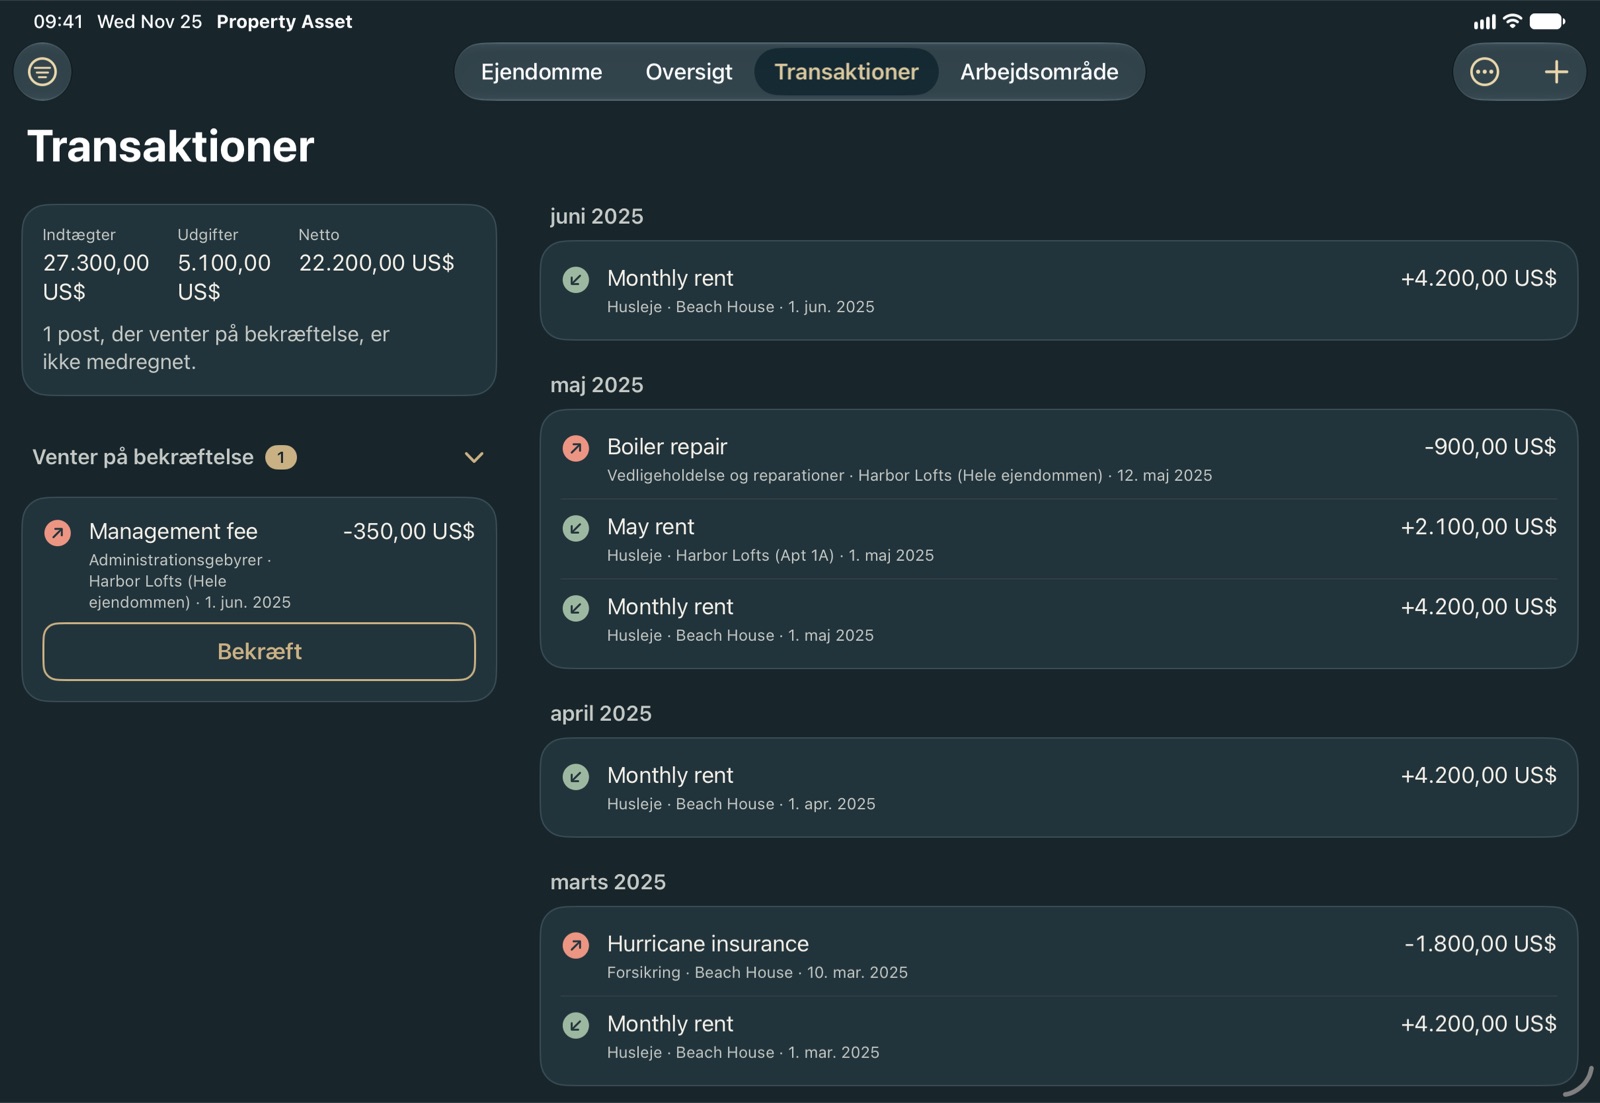 09:41 Wed Nov 25 Property Asset
Ejendomme Oversigt Transaktioner Arbejdsområde
Transaktioner
Indtægter Udgifter Netto
27.300,00 5.100,00 22.200,00 US$
US$ US$
1 post, der venter på bekræftelse, er
ikke medregnet.
Venter på bekræftelse 1
Management fee -350,00 US$
Administrationsgebyrer ·
Harbor Lofts (Hele
ejendommen) · 1. jun. 2025
Bekræft
juni 2025
Monthly rent +4.200,00 US$
Husleje · Beach House · 1. jun. 2025
maj 2025
Boiler repair -900,00 US$
Vedligeholdelse og reparationer · Harbor Lofts (Hele ejendommen) · 12. maj 2025
May rent +2.100,00 US$
Husleje · Harbor Lofts (Apt 1A) · 1. maj 2025
Monthly rent +4.200,00 US$
Husleje · Beach House · 1. maj 2025
april 2025
Monthly rent +4.200,00 US$
Husleje · Beach House · 1. apr. 2025
marts 2025
Hurricane insurance -1.800,00 US$
Forsikring · Beach House · 10. mar. 2025
Monthly rent +4.200,00 US$
Husleje · Beach House · 1. mar. 2025